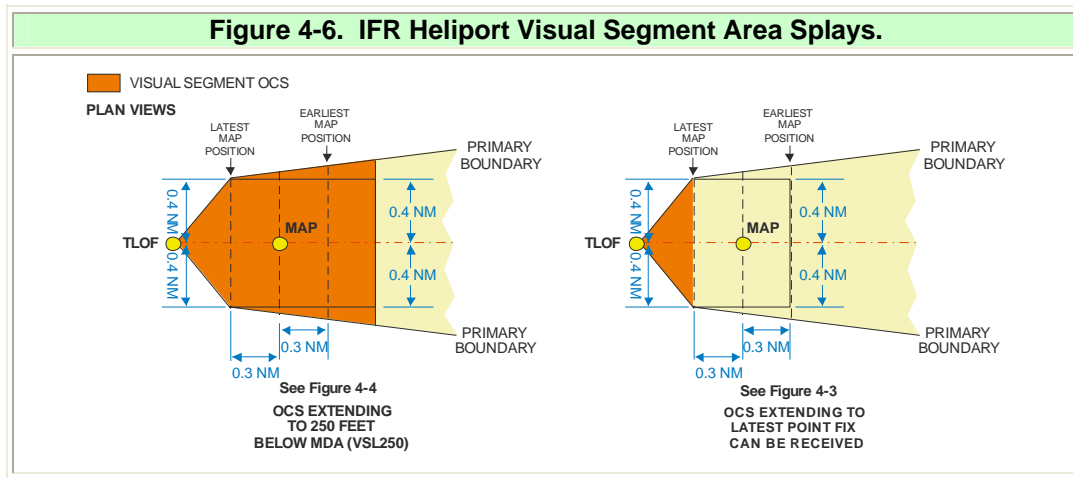 Figure 4-6. IFR Heliport Visual Segment Area Splays.
VISUAL SEGMENT OCS
PLAN VIEWS
LATEST
MAP
POSITION
EARLIEST
MAP
POSITION
PRIMARY
BOUNDARY
0.4 NM
0.4 NM
TLOF
MAP
0.4 NM
0.4 NM
PRIMARY
BOUNDARY
0.3 NM
0.3 NM
See Figure 4-4
OCS EXTENDING
TO 250 FEET
BELOW MDA (VSL250)
LATEST
MAP
POSITION
EARLIEST
MAP
POSITION
PRIMARY
BOUNDARY
0.4 NM
0.4 NM
TLOF
MAP
0.4 NM
0.4 NM
PRIMARY
BOUNDARY
0.3 NM
0.3 NM
See Figure 4-3
OCS EXTENDING TO
LATEST POINT FIX
CAN BE RECEIVED